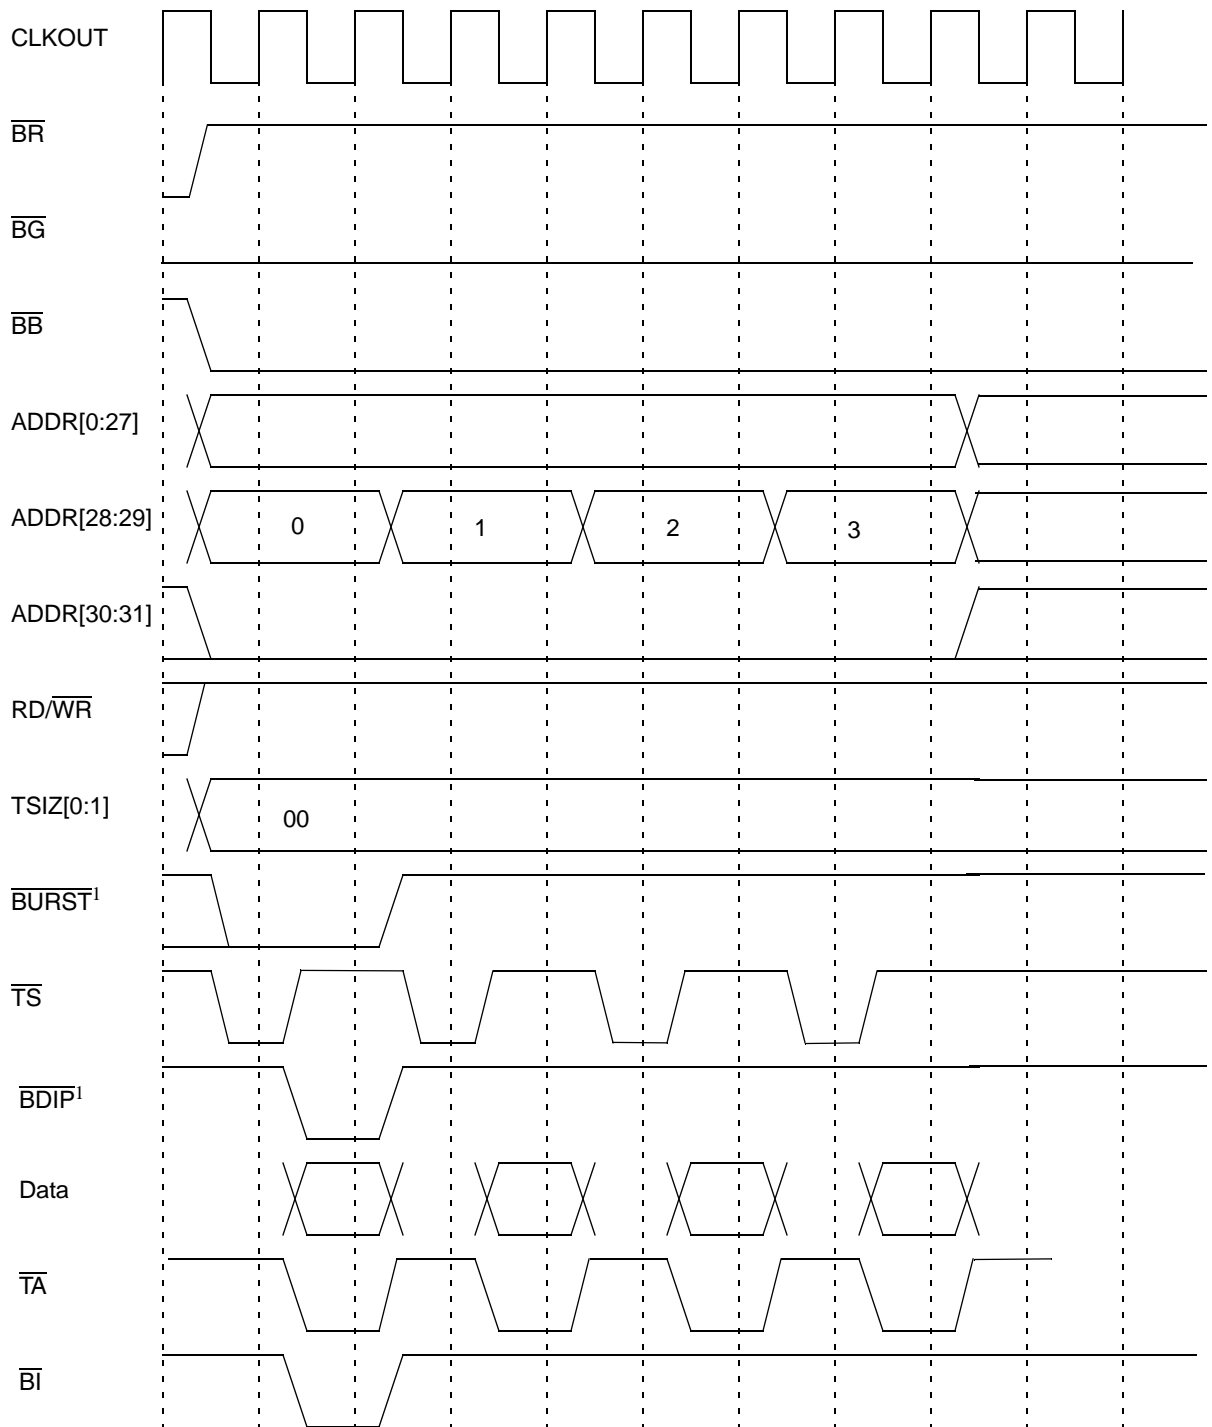 CLKOUT
BR
BG
BB
ADDR[0:27]
ADDR[28:29]
0 1 2 3
ADDR[30:31]
RD/WR
TSIZ[0:1]
00
BURST1
TS
BDIP1
Data
TA
BI